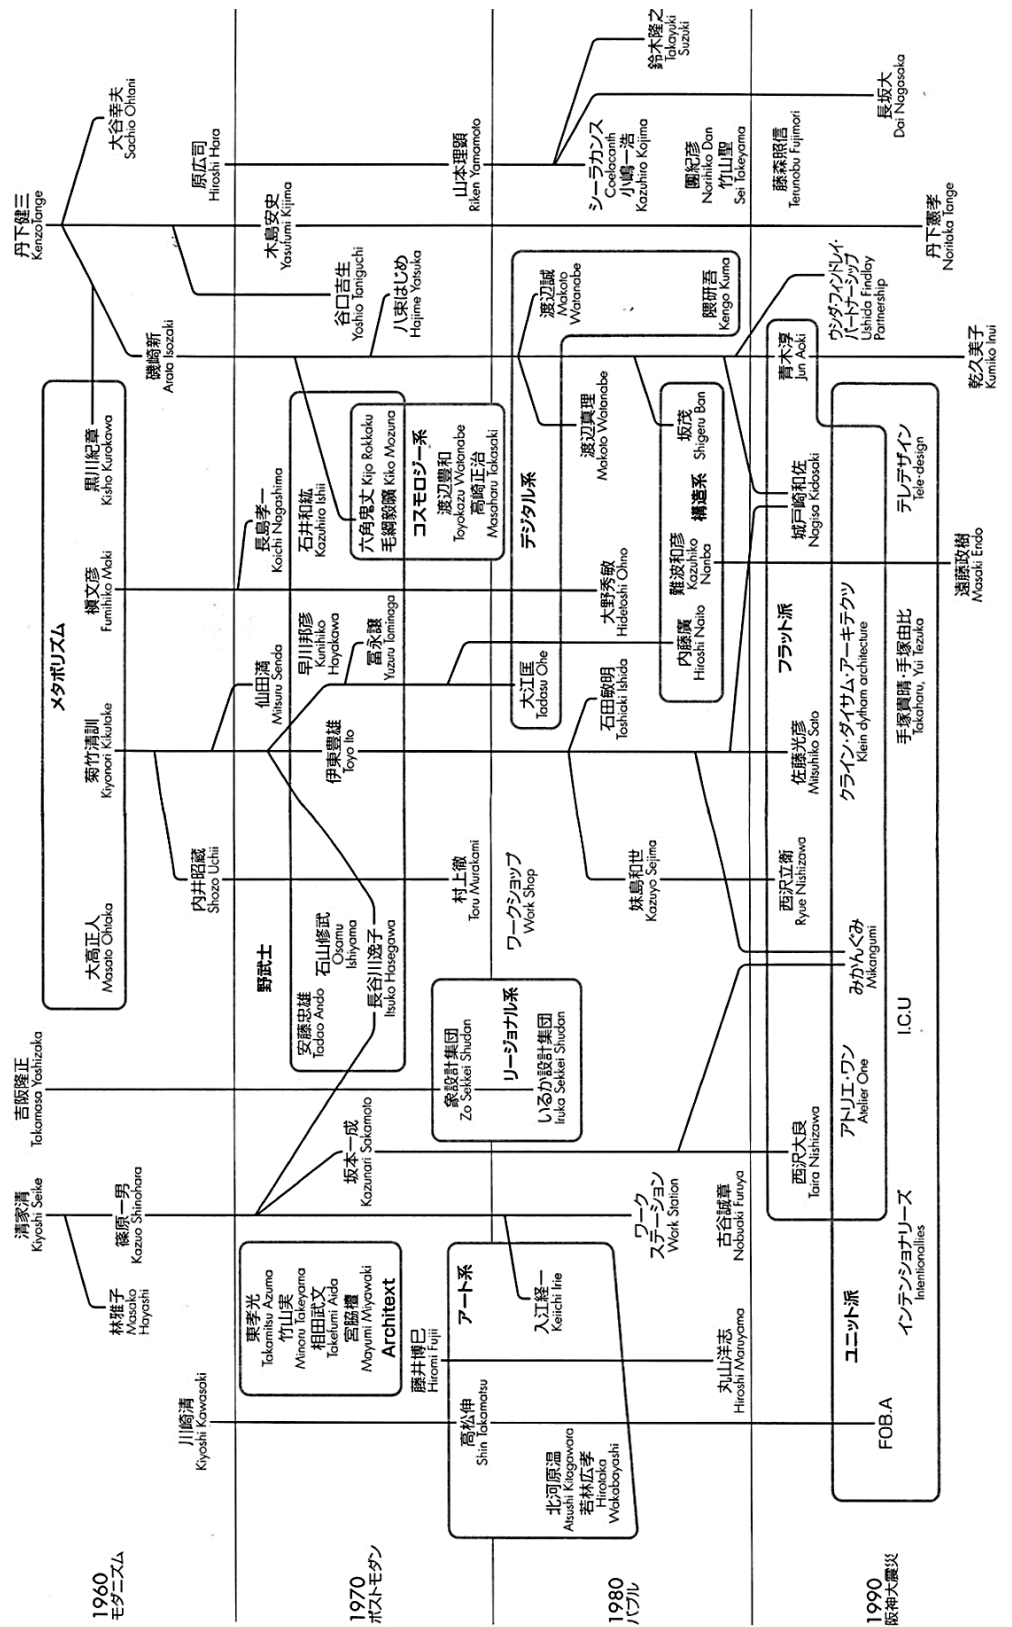 1960
モダニズム
川崎清
Kiyoshi Kawasaki
林雅子
Masako
Hayashi
清家清
Kiyoshi Seike
篠原一男
Kazuo Shinohara
吉阪隆正
Takamasa Yoshizaka
メタボリズム
大高正人
Masato Ohtaka
内井昭蔵
Shozo Uchii
菊竹清訓
Kiyonori Kikutake
槇文彦
Fumihiko Maki
黒川紀章
Kisho Kurokawa
磯崎新
Arata Isozaki
丹下健三
KenzoTange
原広司
Hiroshi Hara
大谷幸夫
Sachio Ohtani
1970
ポストモダン
東孝光
Takamitsu Azuma
竹山実
Minoru Takeyama
相田武文
Takefumi Aida
宮脇檀
Mayumi Miyawaki
Architext
藤井博巳
Hiromi Fujii
高松伸
Shin Takamatsu
アート系
坂本一成
Kazunari Sakamoto
野武士
安藤忠雄
Tadao Ando
石山修武
Osamu
Ishiyama
長谷川逸子
Itsuko Hasegawa
象設計集団
Zo Sekkei Shudan
村上徹
Toru Murakami
仙田満
Mitsuru Senda
伊東豊雄
Toyo Ito
早川邦彦
Kunihiko
Hayakawa
富永譲
Yuzuru Tominaga
長島孝一
Koichi Nagashima
石井和紘
Kazuhiro Ishii
六角鬼丈 Kijo Rokkaku
毛綱毅曠 Kiko Mozuna
コスモロジー系
渡辺豊和
Toyokazu Watanabe
高崎正治
Masaharu Takasaki
谷口吉生
Yoshio Taniguchi
八束はじめ
Hajime Yatsuka
木島安史
Yasufumi Kijima
山本理顕
Riken Yamamoto
1980
バブル
北河原温
Atsushi Kitagawara
若林広孝
Hirotaka
Wakabayashi
丸山洋志
Hiroshi Maruyama
入江経一
Keiichi Irie
ワーク
ステーション
Work Station
古谷誠章
Nobuaki Furuya
リージョナル系
いるか設計集団
Iruka Sekkei Shudan
ワークショップ
Work Shop
妹島和世
Kazuyo Sejima
大江匡
Tadasu Ohe
石田敏明
Toshiaki Ishida
内藤廣
Hiroshi Naito
大野秀敏
Hidetoshi Ohno
難波和彦
Kazuhiko
Nanba
構造系
坂茂
Shigeru Ban
デジタル系
渡辺真理
Makoto Watanabe
渡辺誠
Makoto
Watanabe
隈研吾
Kengo Kuma
シーラカンス
Coelacanth
小嶋一浩
Kazuhiro Kojima
團紀彦
Norihiko Dan
竹山聖
Sei Takeyama
鈴木隆之
Takayuki
Suzuki
1990
阪神大震災
FOB.A
ユニット派
インテンショナリーズ
Intentionallies
西沢大良
Taira Nishizawa
アトリエ・ワン
Atelier One
I.C.U
みかんぐみ
Mikangumi
西沢立衛
Ryue Nishizawa
佐藤光彦
Mitsuhiko Sato
クライン・ダイサム・アーキテクツ
Klein dytham architecture
手塚貴晴・手塚由比
Takaharu, Yui Tezuka
フラット派
遠藤政樹
Masaki Endo
城戸崎和佐
Nagisa Kidosaki
テレデザイン
Tele-design
青木淳
Jun Aoki
乾久美子
Kumiko Inui
ウシダ・フィンドレイ・
パートナーシップ
Ushida Findlay
Partnership
丹下憲孝
Noritaka Tange
藤森照信
Terunobu Fujimori
長坂大
Dai Nagasaka